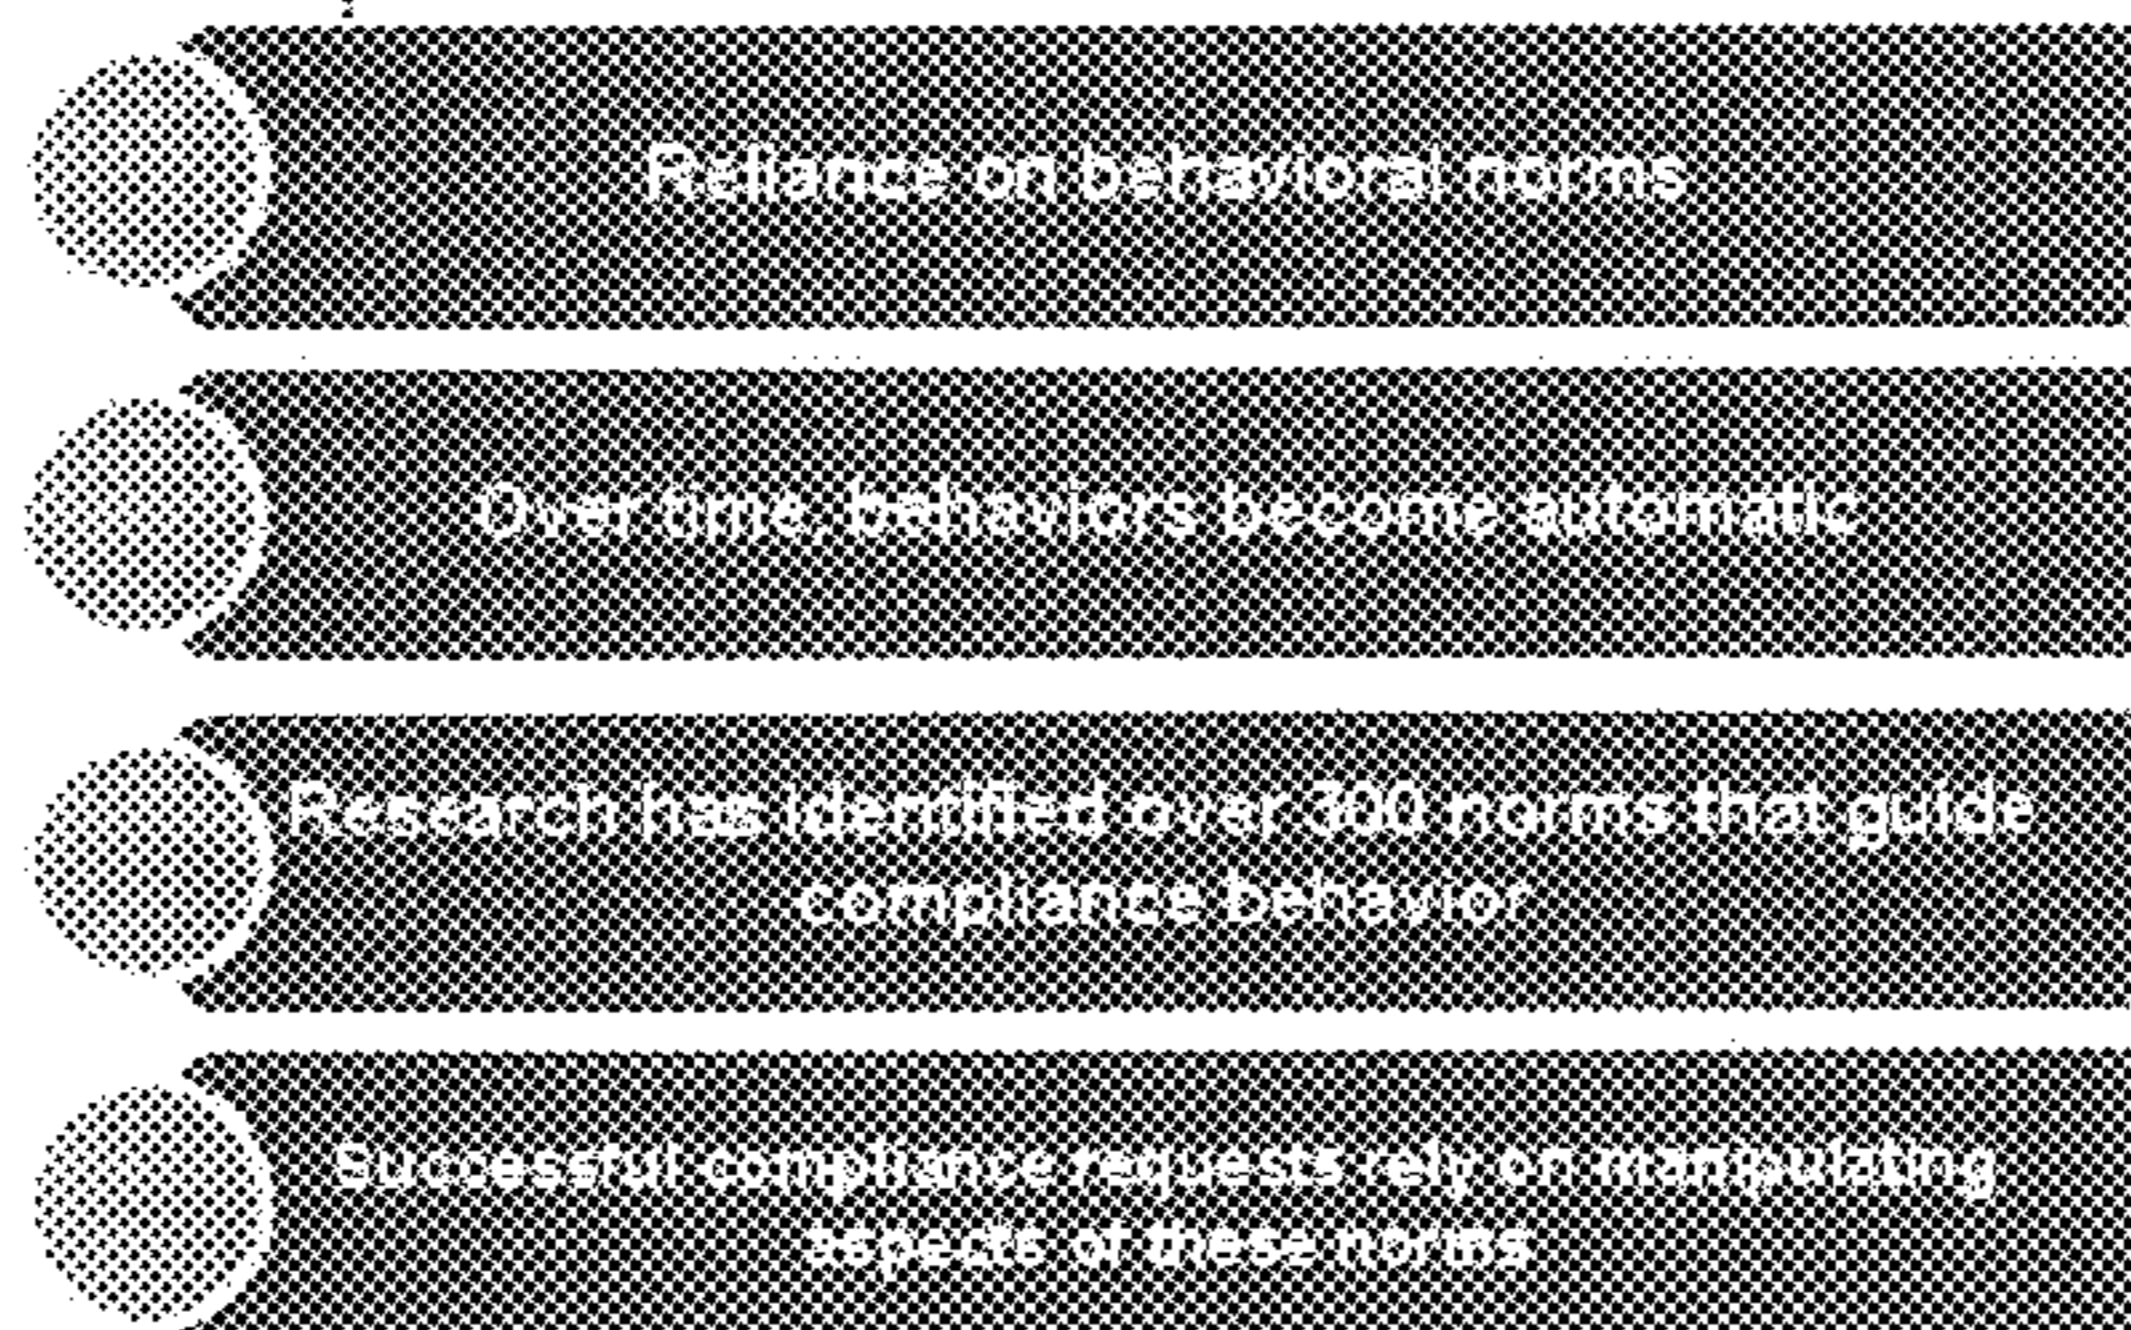 Reliance on behavioral norms
Over time, behaviors become automatic
Research has identified over 300 norms that guide
compliance behavior
Successful compliance requests rely on manipulating
aspects of these norms